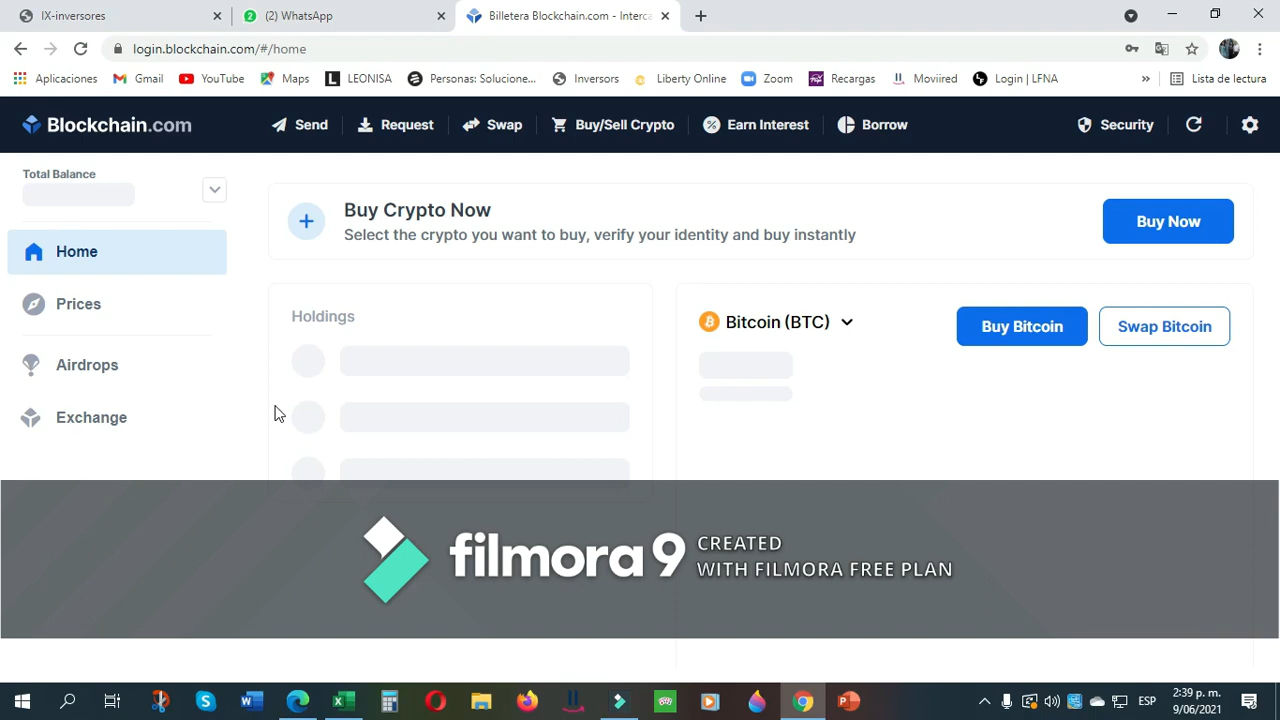 IX-inversores
(2) WhatsApp
Billetera Blockchain.com - Interca
login.blockchain.com/#/home
Aplicaciones Gmail YouTube Maps LEONISA Personas: Solucione... Inversors Liberty Online Zoom Recargas Moviired Login | LFNA » Lista de lectura
Blockchain.com Send Request Swap Buy/Sell Crypto Earn Interest Borrow Security
Total Balance
Home
Prices
Airdrops
Exchange
Buy Crypto Now
Select the crypto you want to buy, verify your identity and buy instantly
Buy Now
Holdings
Bitcoin (BTC)
Buy Bitcoin
Swap Bitcoin
filmora 9
CREATED
WITH FILMORA FREE PLAN
ESP
2:39 p. m.
9/06/2021